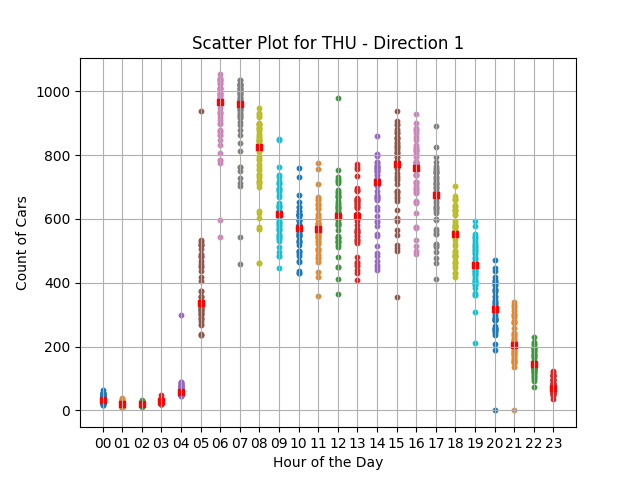 Scatter Plot for THU - Direction 1
Count of Cars
1000
800
600
400
200
0
00 01 02 03 04 05 06 07 08 09 10 11 12 13 14 15 16 17 18 19 20 21 22 23
Hour of the Day